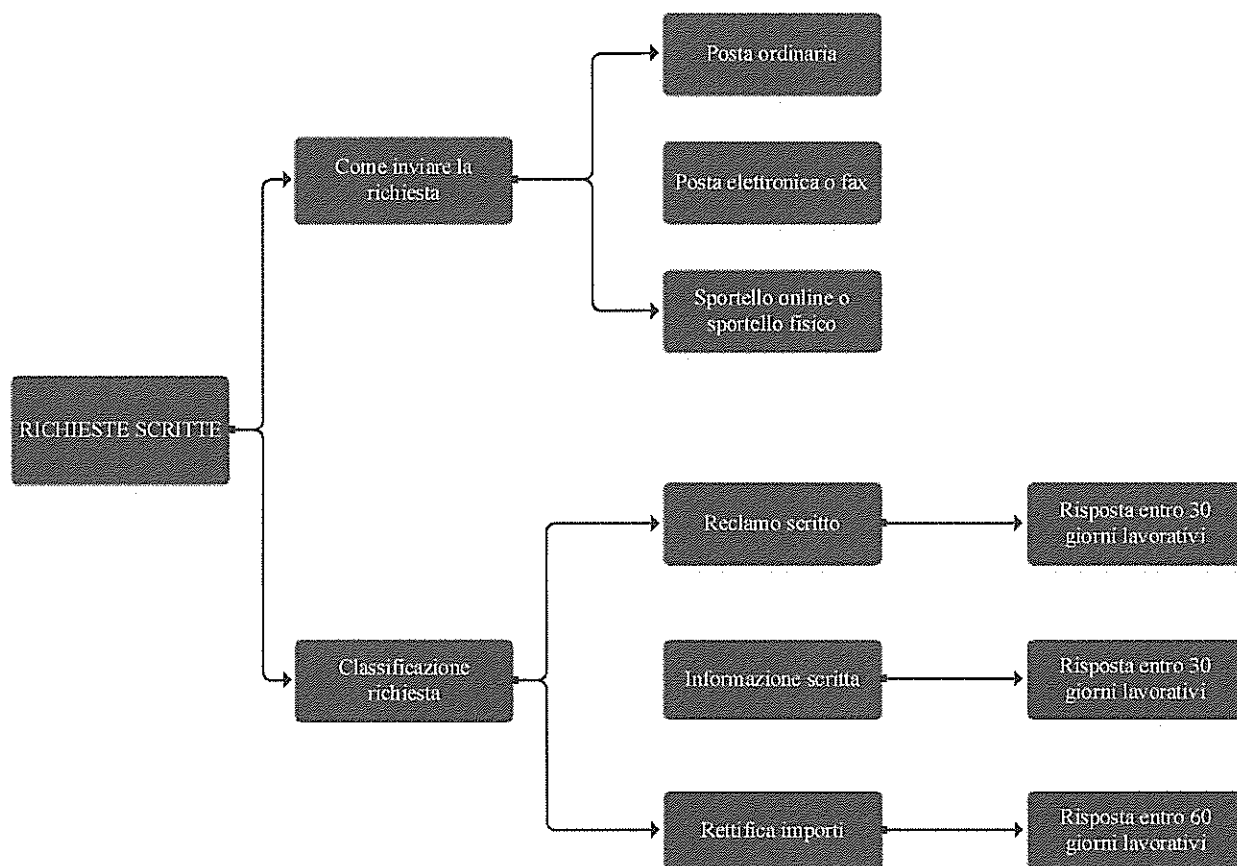 Posta ordinaria
Come inviare la
richiesta
Posta elettronica o fax
Sportello online o
sportello fisico
RICHIESTE SCRITTE
Reclamo scritto
Risposta entro 30
giorni lavorativi
Classificazione
richiesta
Informazione scritta
Risposta entro 30
giorni lavorativi
Rettifica importi
Risposta entro 60
giorni lavorativi